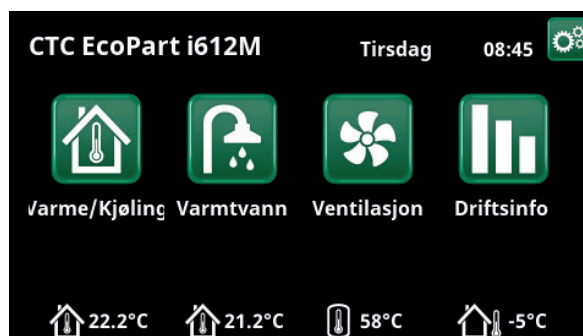 CTC EcoPart i612M Tirsdag 08:45
Varme/Kjøling Varmtvann Ventilasjon Driftsinfo
22.2°C 21.2°C 58°C -5°C